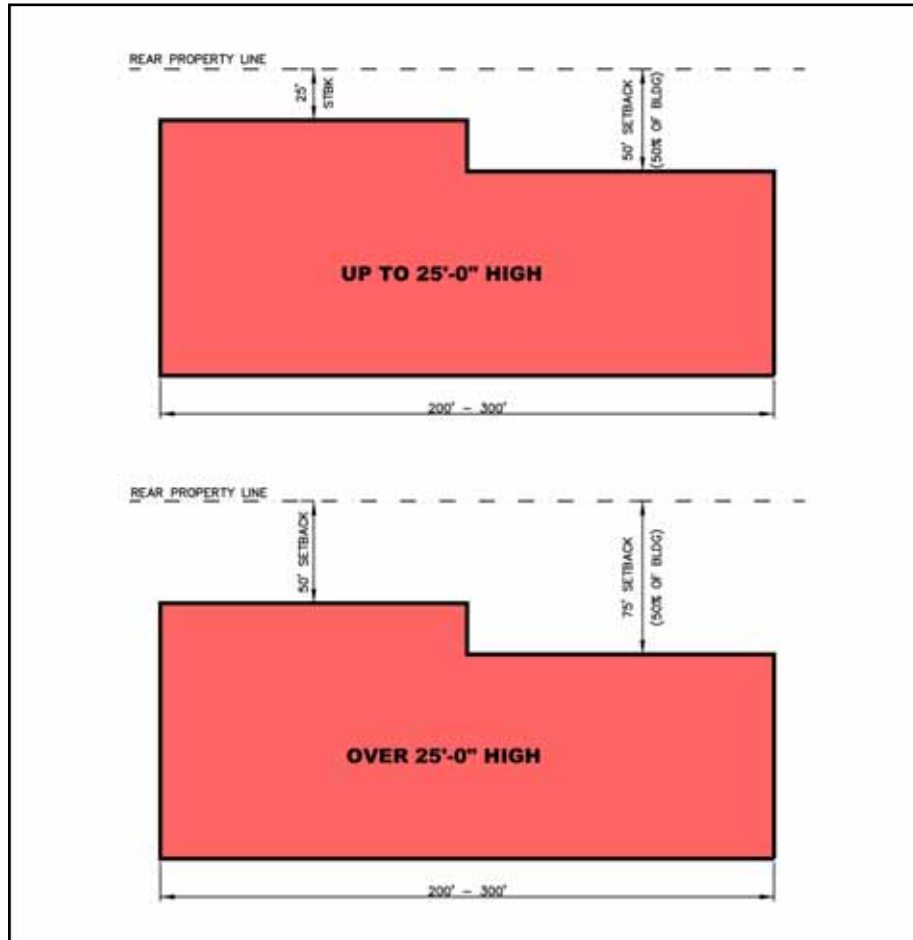 REAR PROPERTY LINE
25'
STBK
50' SETBACK
(50% OF BLDG)
UP TO 25'-0" HIGH
200' - 300'
REAR PROPERTY LINE
50' SETBACK
75' SETBACK
(50% OF BLDG)
OVER 25'-0" HIGH
200' - 300'